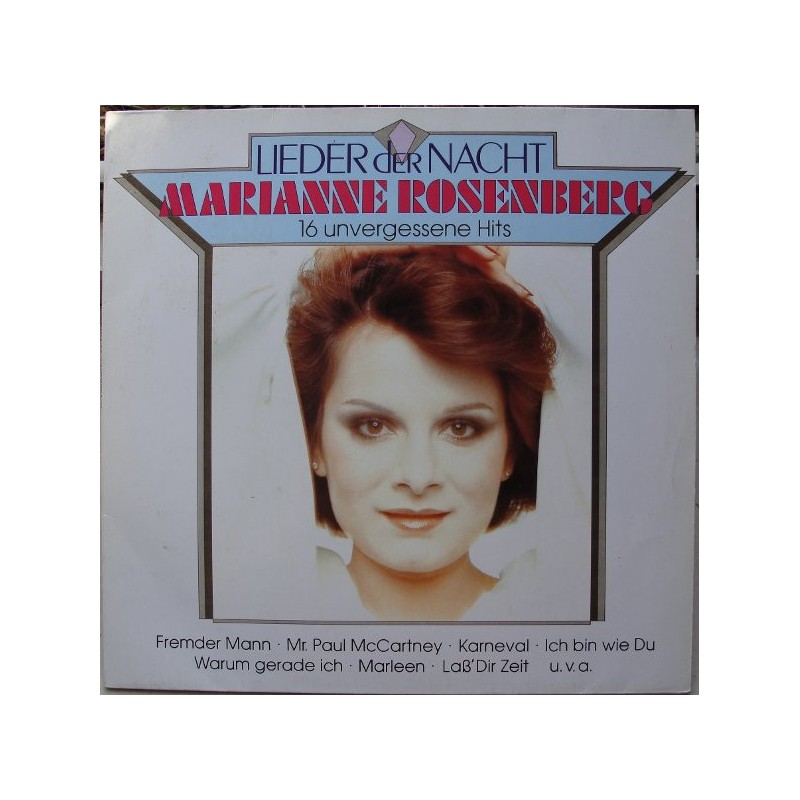 LIEDER der NACHT
MARIANNE ROSENBERG
16 unvergessene Hits
Fremder Mann · Mr. Paul McCartney · Karneval · Ich bin wie Du
Warum gerade ich · Marleen · Laß'Dir Zeit u.v.a.